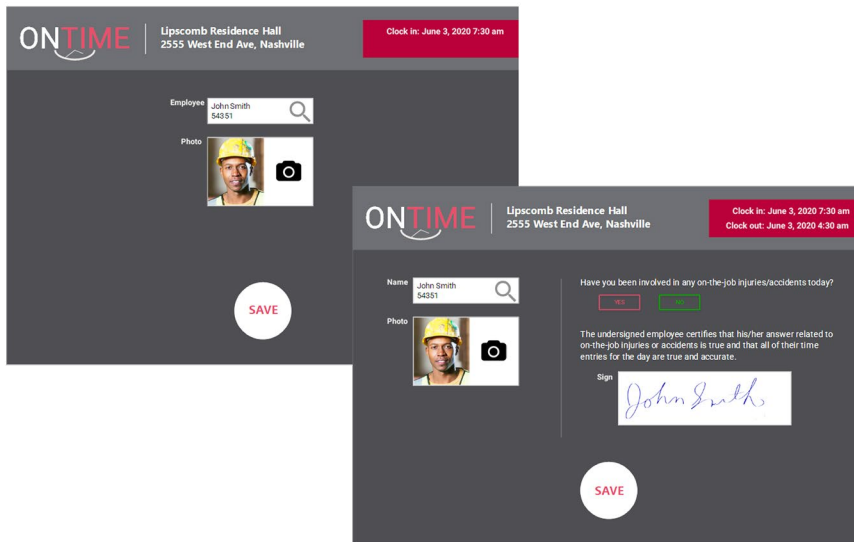 ONTIME
Lipscomb Residence Hall
2555 West End Ave, Nashville
Clock in: June 3, 2020 7:30 am
Employee
John Smith
54351
Photo
SAVE
ONTIME
Lipscomb Residence Hall
2555 West End Ave, Nashville
Clock in: June 3, 2020 7:30 am
Clock out: June 3, 2020 4:30 am
Name
John Smith
54351
Photo
Have you been involved in any on-the-job injuries/accidents today?
YES NO
The undersigned employee certifies that his/her answer related to
on-the-job injuries or accidents is true and that all of their time
entries for the day are true and accurate.
Sign
John Smith
SAVE